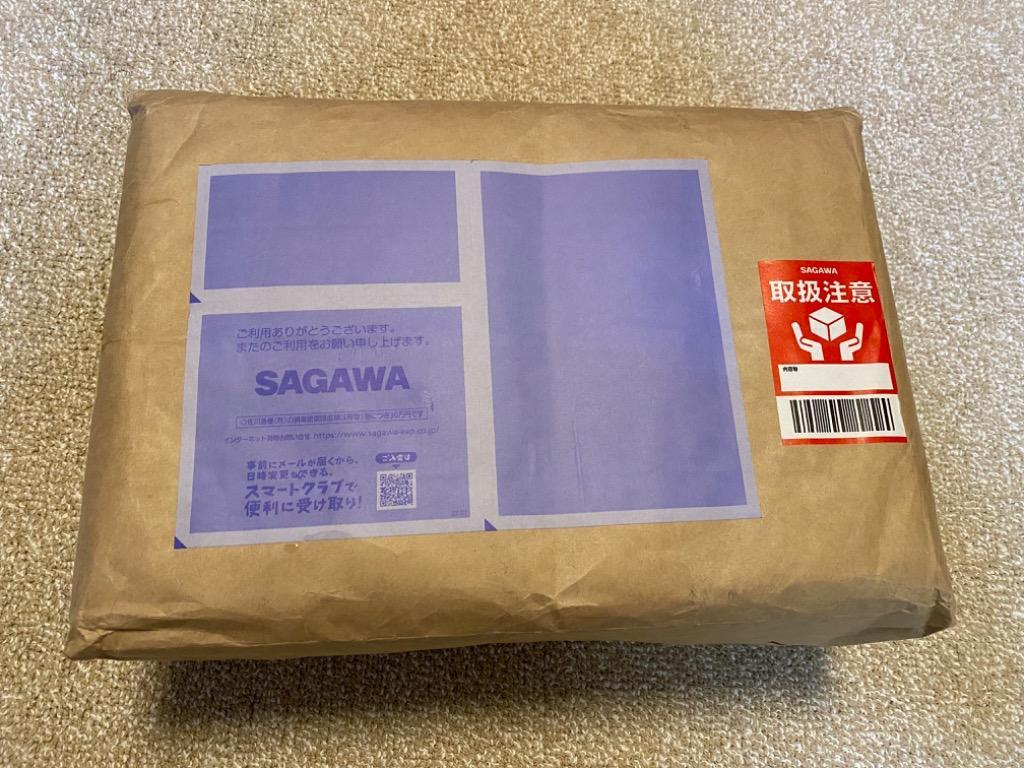 ご利用ありがとうございます。
またのご利用をお願い申し上げます。
SAGAWA
インターネット荷物お問い合せ https://www.sagawa-exp.co.jp/
事前にメールが届くから、
日時変更もできる。
スマートクラブで
便利に受け取り!
ご入会は
SAGAWA
取扱注意
内容物